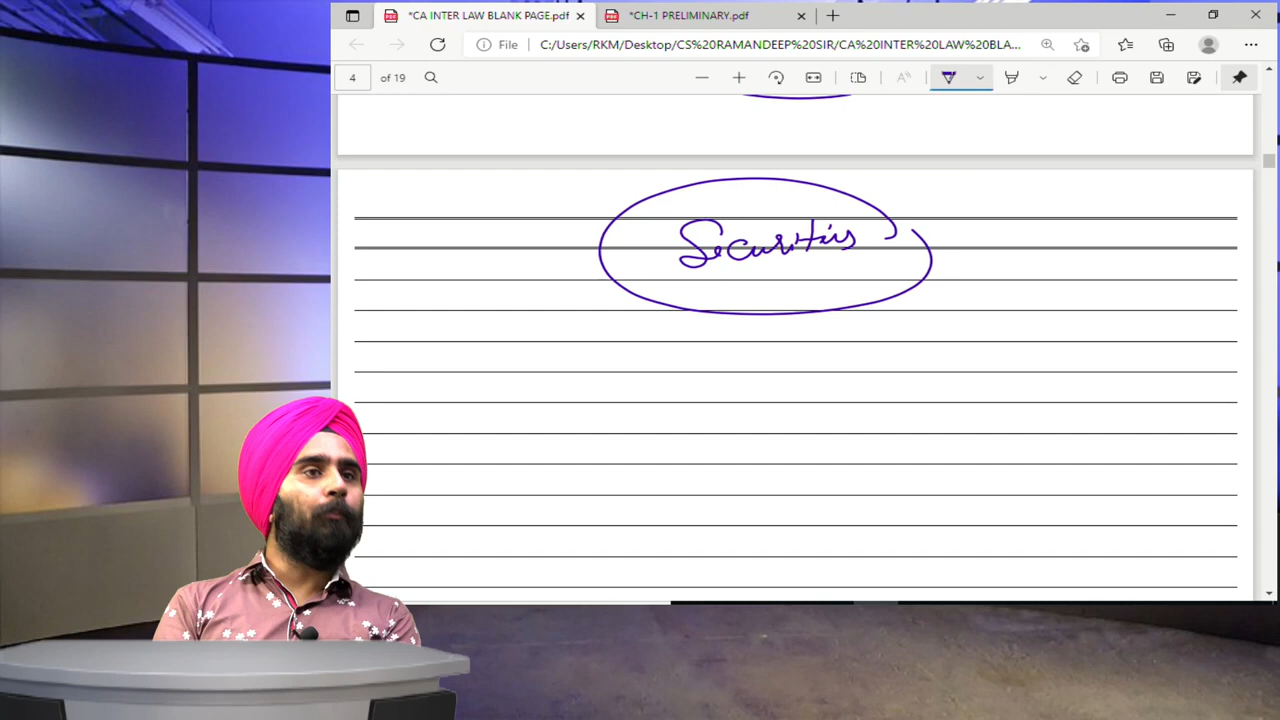 *CA INTER LAW BLANK PAGE.pdf
*CH-1 PRELIMINARY.pdf
File
C:/Users/RKM/Desktop/CS%20RAMANDEEP%20SIR/CA%20INTER%20LAW%20BLA...
4 of 19
Securities